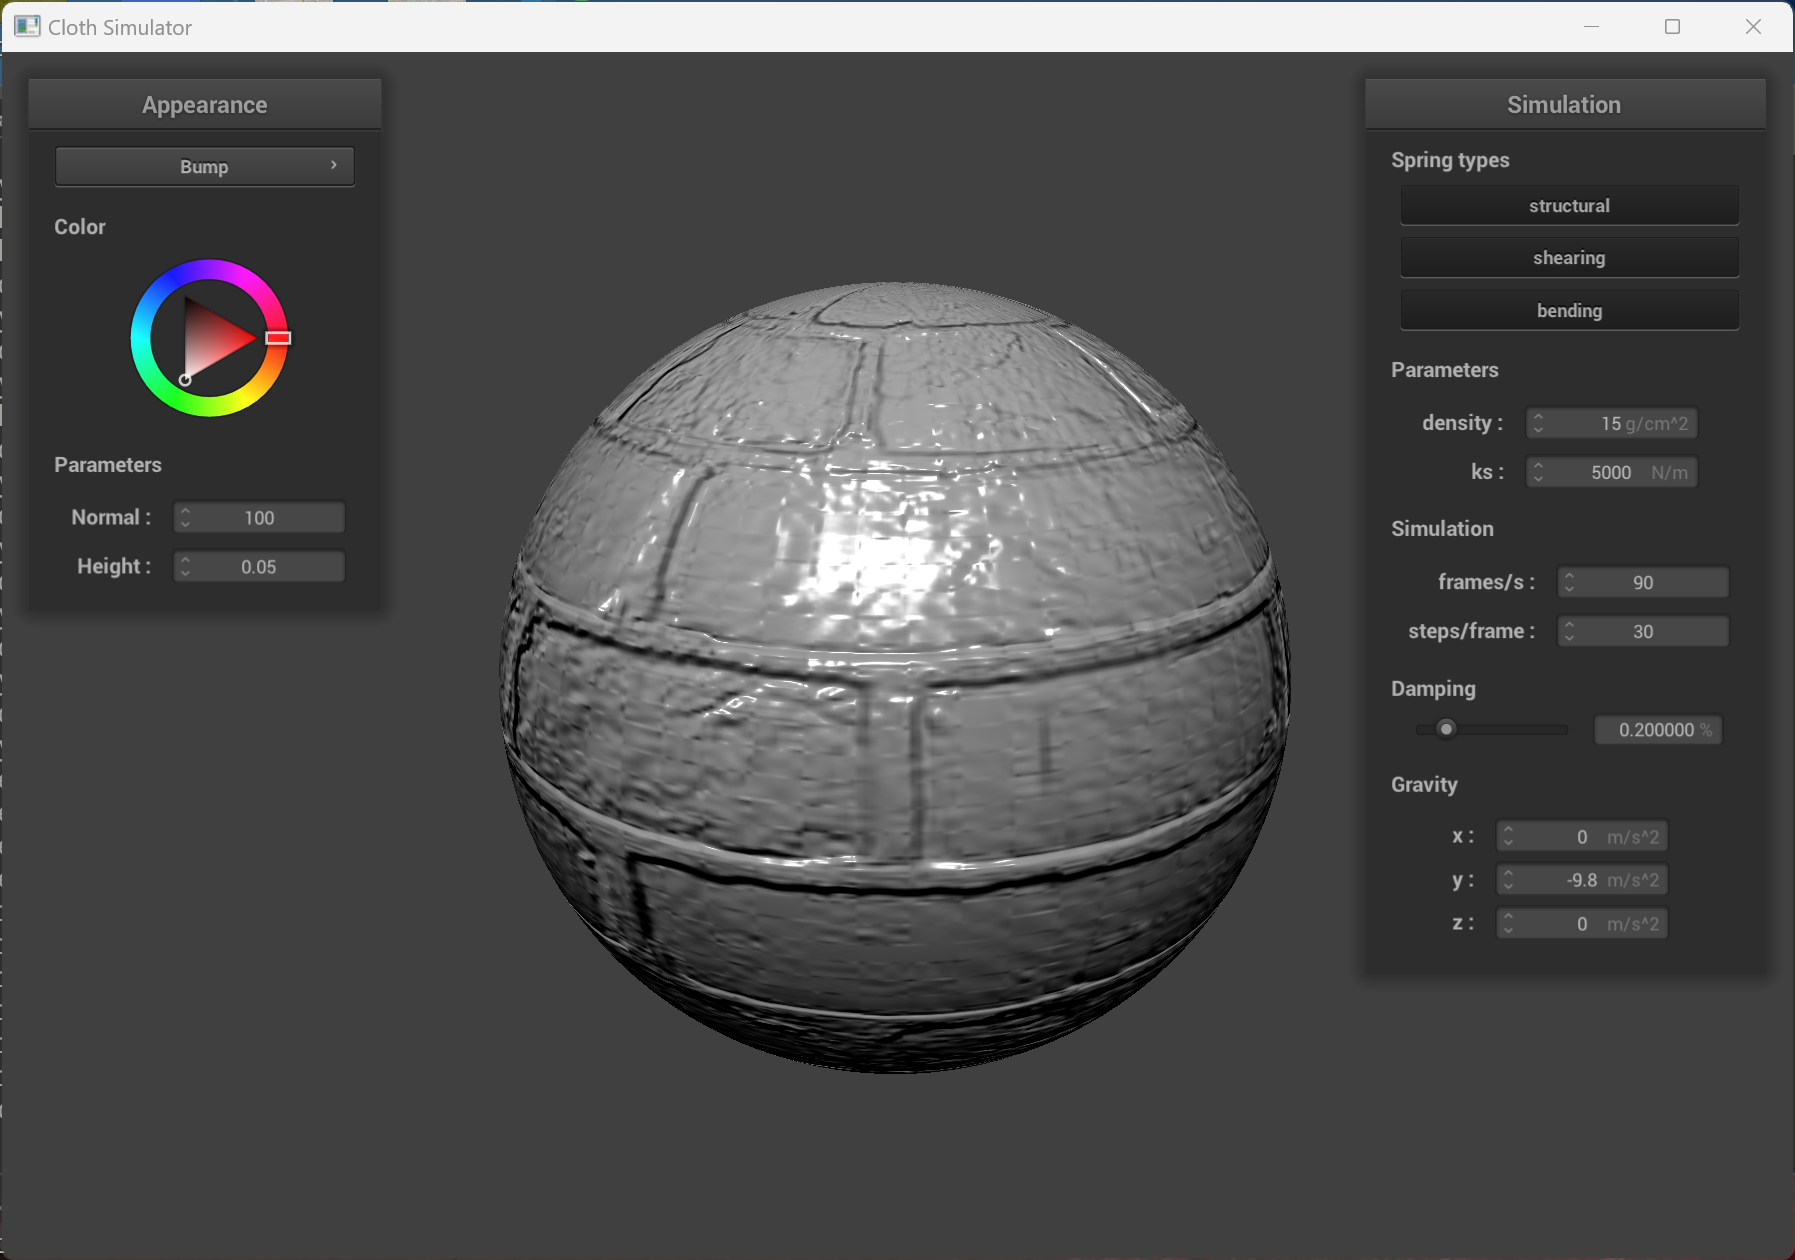 Cloth Simulator
Appearance
Bump
Color
Parameters
Normal : 100
Height : 0.05
Simulation
Spring types
structural
shearing
bending
Parameters
density : 15 g/cm^2
ks : 5000 N/m
Simulation
frames/s : 90
steps/frame : 30
Damping
0.200000 %
Gravity
x : 0 m/s^2
y : -9.8 m/s^2
z : 0 m/s^2